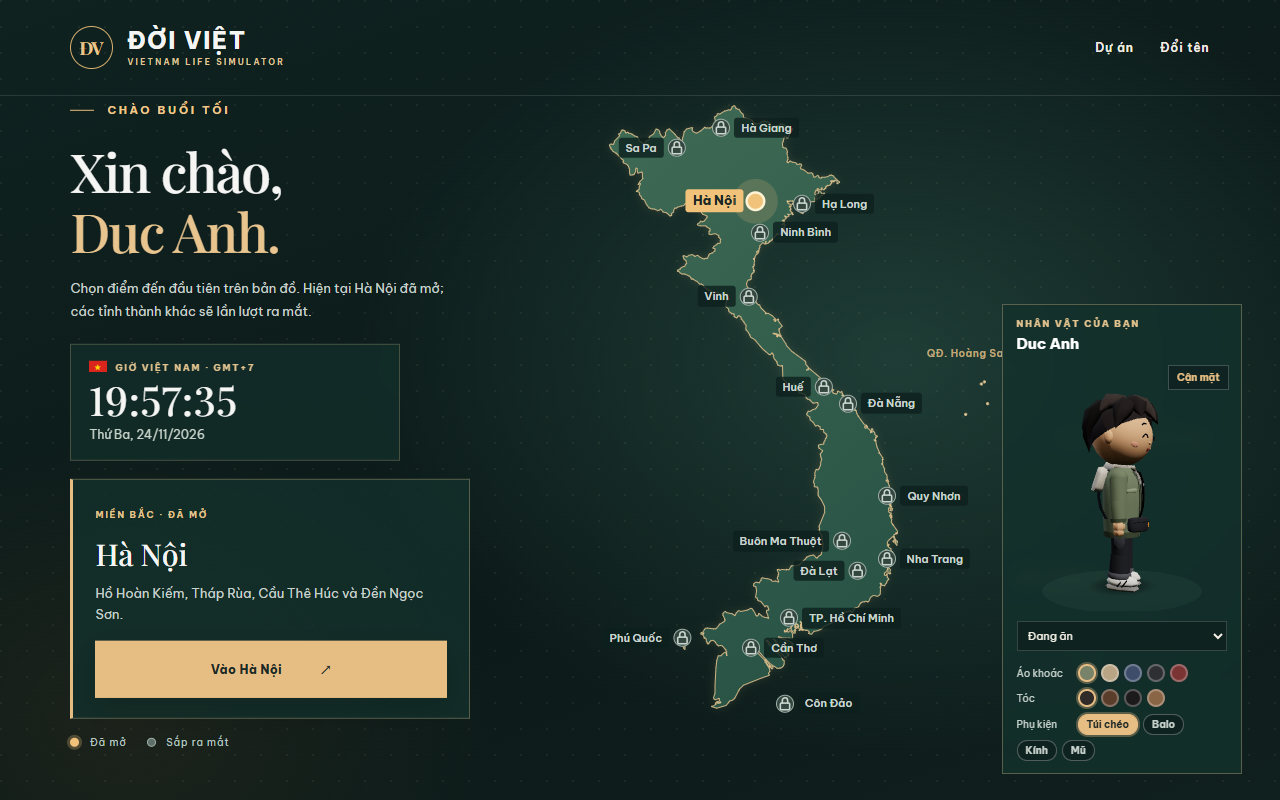 ĐV
ĐỜI VIỆT
VIETNAM LIFE SIMULATOR
Dự án
Đổi tên
CHÀO BUỔI TỐI
Xin chào,
Duc Anh.
Chọn điểm đến đầu tiên trên bản đồ. Hiện tại Hà Nội đã mở;
các tỉnh thành khác sẽ lần lượt ra mắt.
GIỜ VIỆT NAM · GMT+7
19:57:35
Thứ Ba, 24/11/2026
MIỀN BẮC · ĐÃ MỞ
Hà Nội
Hồ Hoàn Kiếm, Tháp Rùa, Cầu Thê Húc và Đền Ngọc
Sơn.
Vào Hà Nội ↗
Đã mở
Sắp ra mắt
Hà Giang
Sa Pa
Hà Nội
Hạ Long
Ninh Bình
Vinh
QĐ. Hoàng Sa
Huế
Đà Nẵng
Quy Nhơn
Buôn Ma Thuột
Nha Trang
Đà Lạt
TP. Hồ Chí Minh
Phú Quốc
Cần Thơ
Côn Đảo
NHÂN VẬT CỦA BẠN
Duc Anh
Cận mặt
Đang ăn
Áo khoác
Tóc
Phụ kiện
Túi chéo
Balo
Kính
Mũ